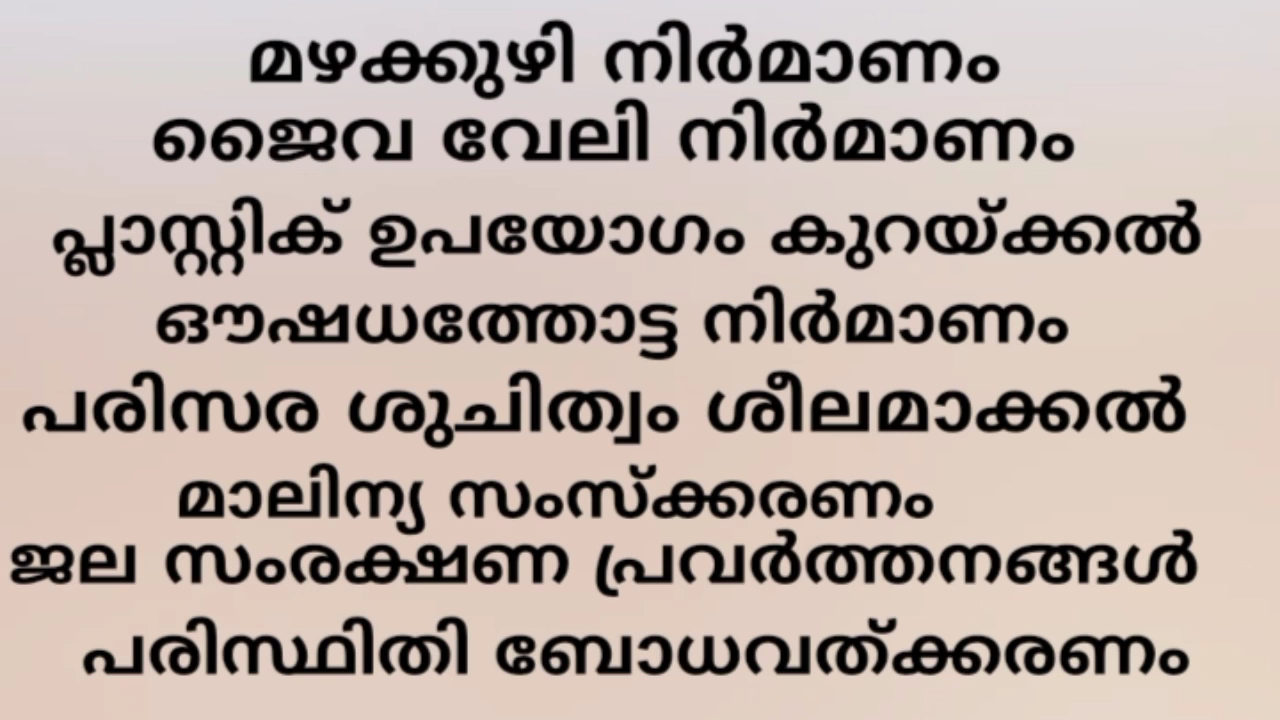 മഴക്കുഴി നിർമാണം
ജൈവ വേലി നിർമാണം
പ്ലാസ്റ്റിക് ഉപയോഗം കുറയ്ക്കൽ
ഔഷധത്തോട്ട നിർമാണം
പരിസര ശുചിത്വം ശീലമാക്കൽ
മാലിന്യ സംസ്ക്കരണം
ജല സംരക്ഷണ പ്രവർത്തനങ്ങൾ
പരിസ്ഥിതി ബോധവത്ക്കരണം